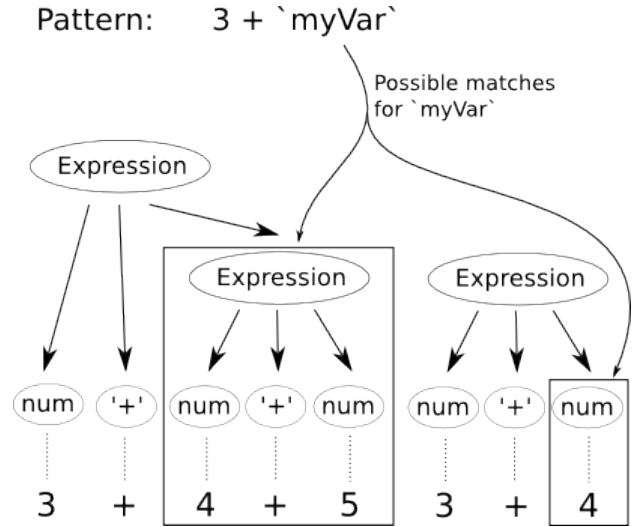 Pattern: 3 + `myVar`
Possible matches
for `myVar`
Expression
Expression Expression
num '+' num '+' num num '+' num
3 + 4 + 5 3 + 4